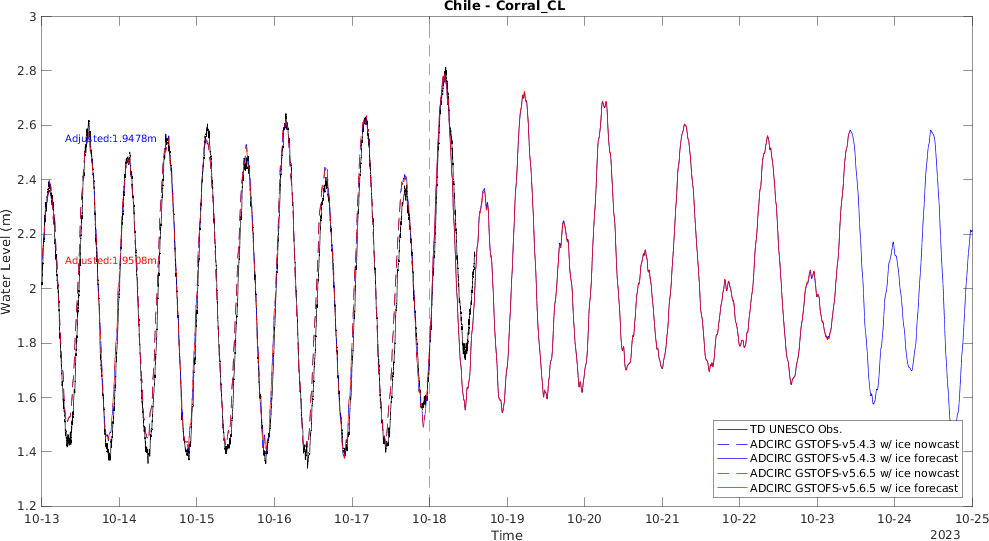 Chile - Corral_CL
3
2.8
2.6
2.4
2.2
2
1.8
1.6
1.4
1.2
Water Level (m)
Adjusted:1.9478m
Adjusted:1.9508m
TD UNESCO Obs.
ADCIRC GSTOFS-v5.4.3 w/ ice nowcast
ADCIRC GSTOFS-v5.4.3 w/ ice forecast
ADCIRC GSTOFS-v5.6.5 w/ ice nowcast
ADCIRC GSTOFS-v5.6.5 w/ ice forecast
10-13 10-14 10-15 10-16 10-17 10-18 10-19 10-20 10-21 10-22 10-23 10-24 10-25
Time
2023